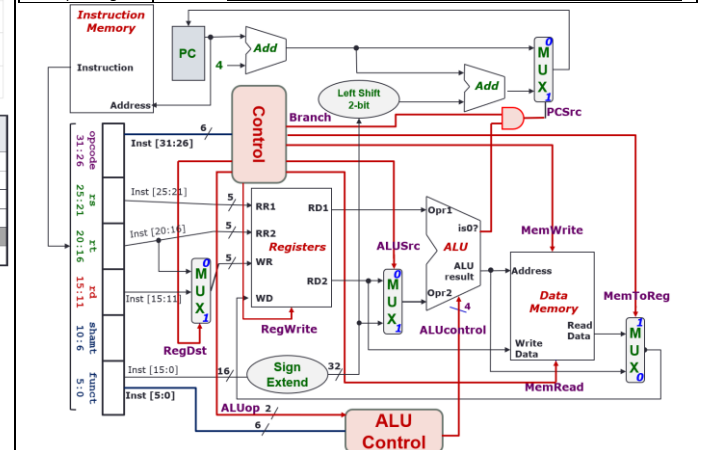 Instruction
Memory
Instruction
Address
PC
4
Add
Add
Left Shift
2-bit
0
M
U
X
1
PCSrc
Control
Branch
opcode
31:26
rs
25:21
rt
20:16
rd
15:11
shamt
10:6
funct
5:0
6
Inst [31:26]
Inst [25:21]
5
Inst [20:16]
5
5
Inst [15:11]
0
M
U
X
1
RegDst
RR1
RR2
WR
WD
Registers
RD1
RD2
RegWrite
ALUSrc
0
M
U
X
1
Opr1
is0?
ALU
ALU
result
Opr2
4
ALUcontrol
MemWrite
Address
Data
Memory
Read
Data
Write
Data
MemRead
MemToReg
1
M
U
X
0
Inst [15:0]
16
Sign
Extend
32
Inst [5:0]
ALUop
2
6
ALU
Control